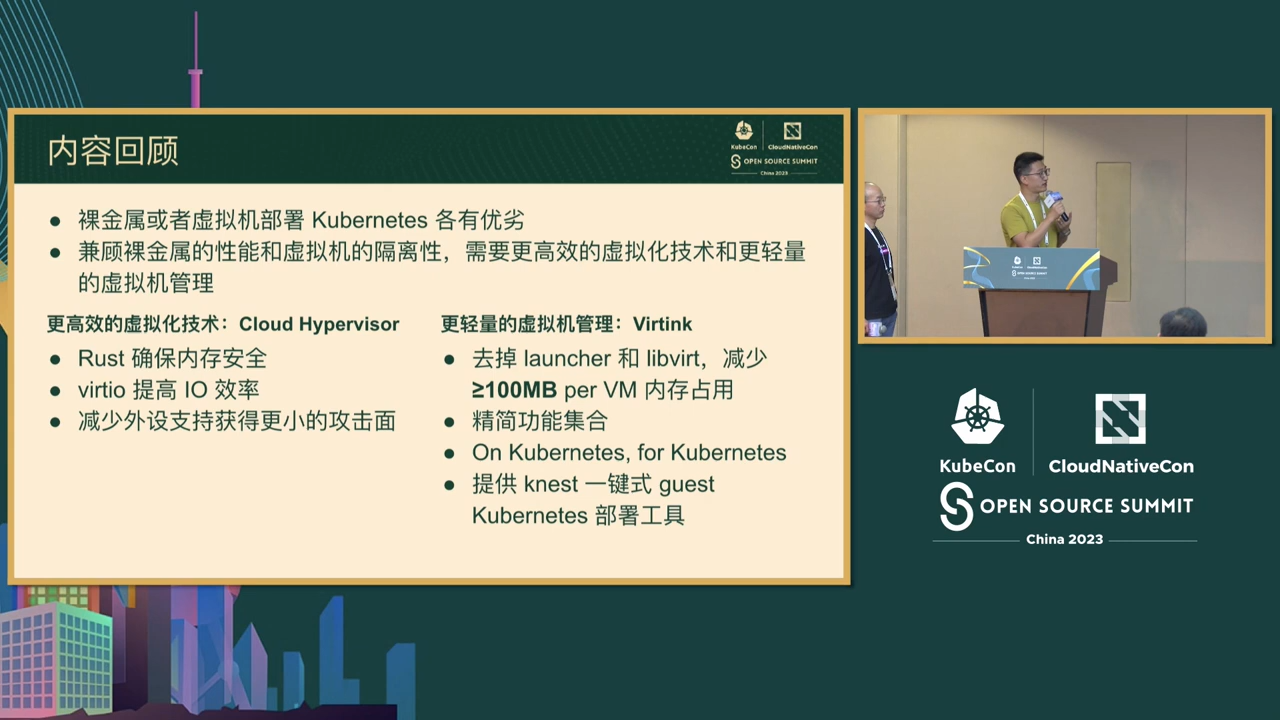 内容回顾
KubeCon
CloudNativeCon
OPEN SOURCE SUMMIT
China 2023
● 裸金属或者虚拟机部署 Kubernetes 各有优劣
● 兼顾裸金属的性能和虚拟机的隔离性，需要更高效的虚拟化技术和更轻量
的虚拟机管理
更高效的虚拟化技术：Cloud Hypervisor
● Rust 确保内存安全
● virtio 提高 IO 效率
● 减少外设支持获得更小的攻击面
更轻量的虚拟机管理：Virtink
● 去掉 launcher 和 libvirt，减少
≥100MB per VM 内存占用
● 精简功能集合
● On Kubernetes, for Kubernetes
● 提供 knest 一键式 guest
Kubernetes 部署工具
KubeCon
CloudNativeCon
OPEN SOURCE SUMMIT
China 2023